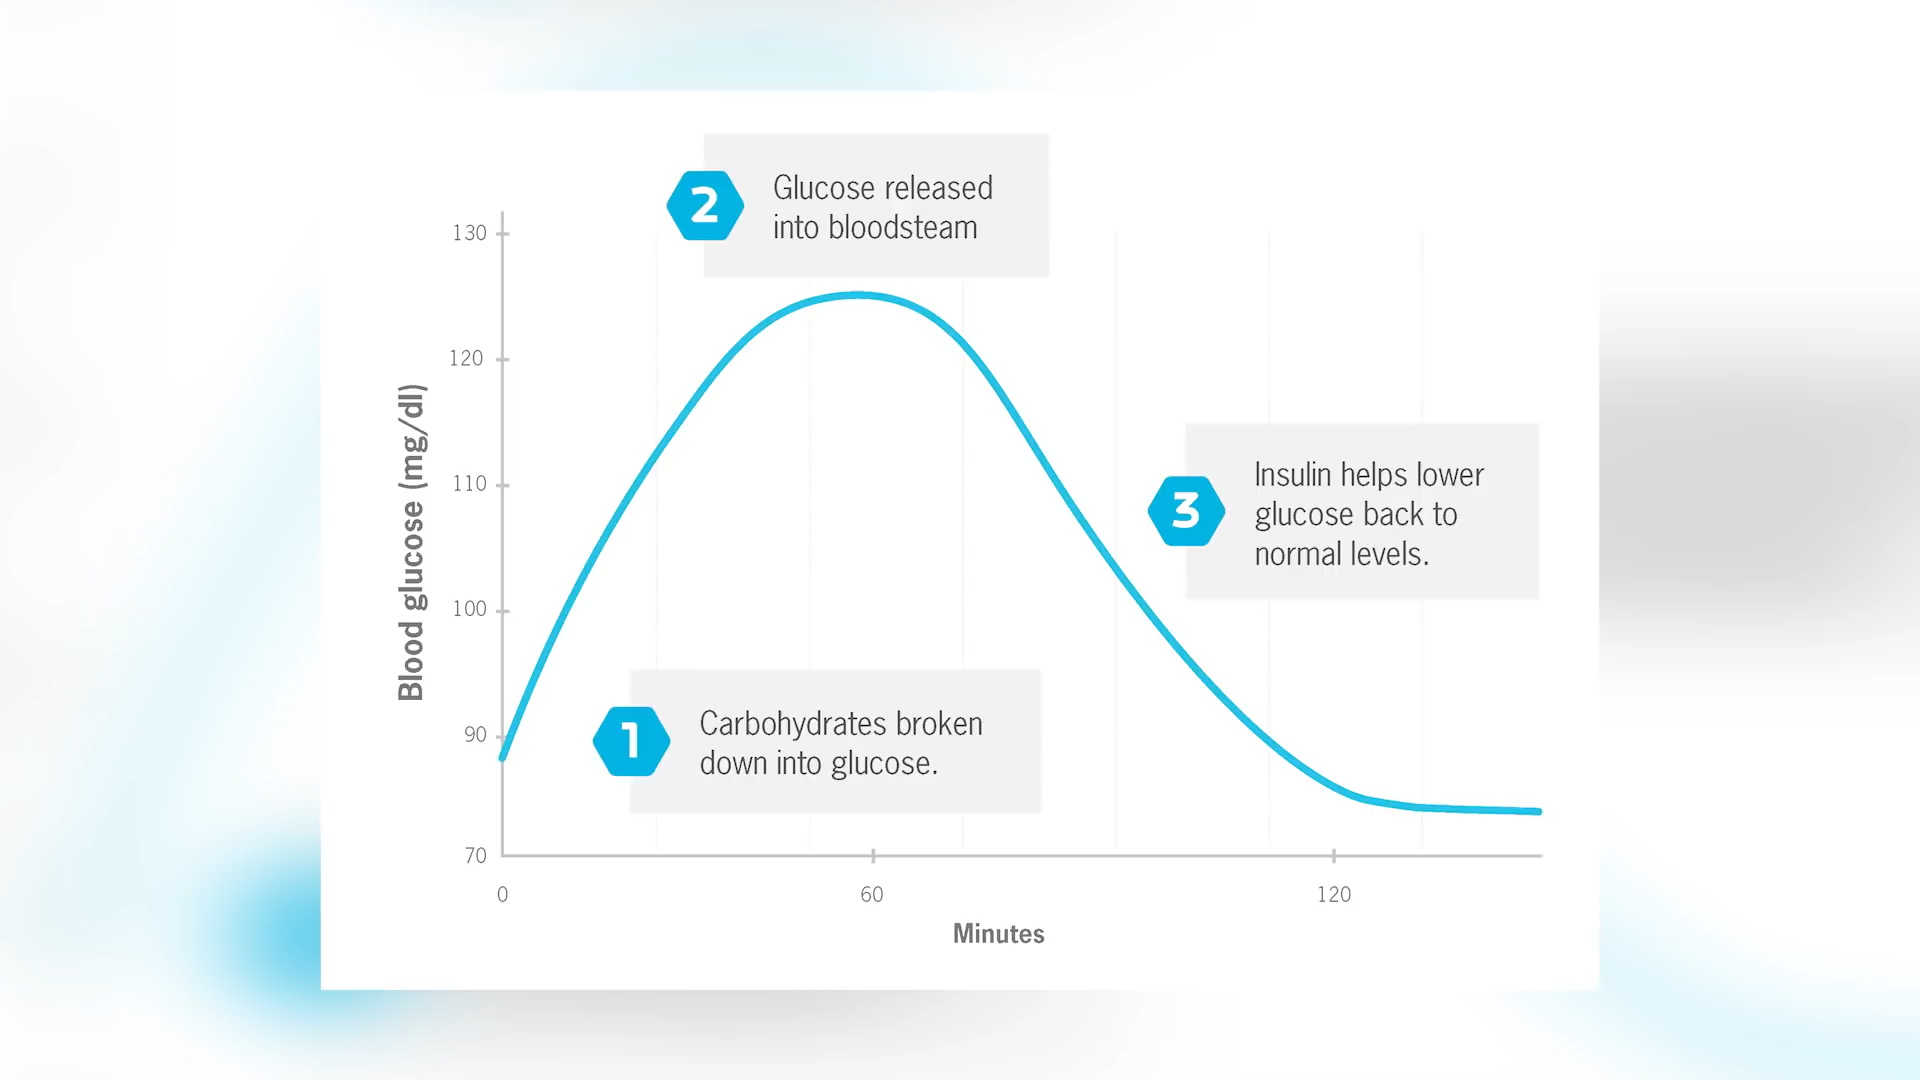 2
Glucose released
into bloodsteam
130
120
110
100
90
70
Blood glucose (mg/dl)
3
Insulin helps lower
glucose back to
normal levels.
1
Carbohydrates broken
down into glucose.
0
60
120
Minutes